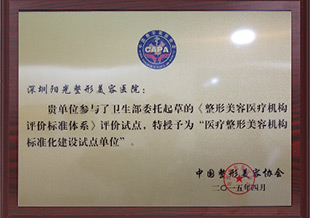 CAPA
深圳阳光整形美容医院：
贵单位参与了卫生部委托起草的《整形美容医疗机构
评价标准体系》评价试点，特授予为“医疗整形美容机构
标准化建设试点单位”。
中国整形美容协会
二〇一五年四月